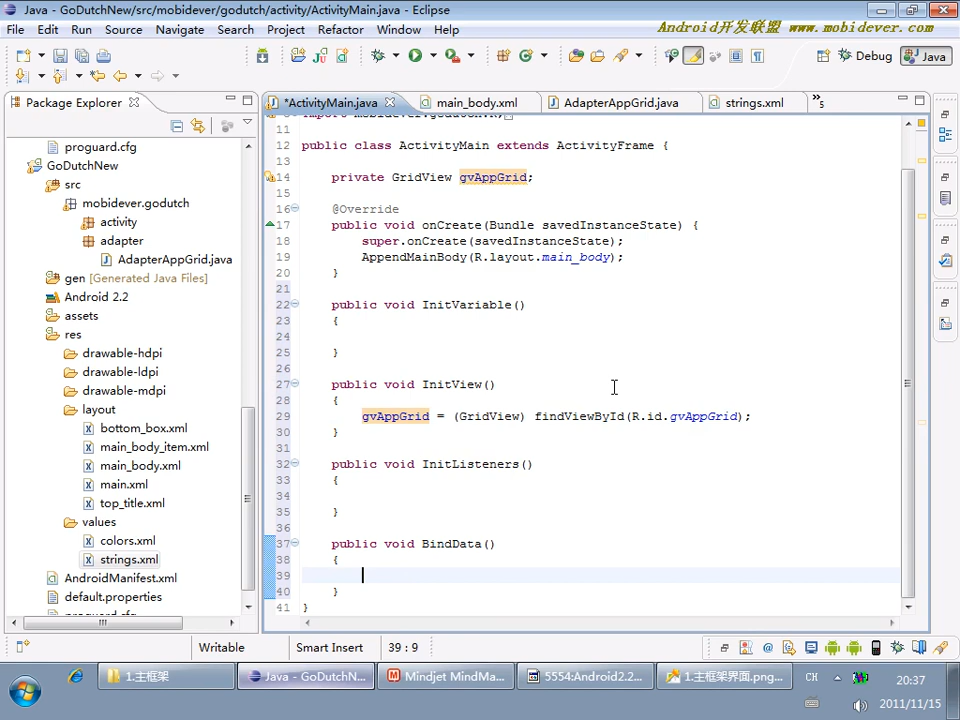 Java - GoDutchNew/src/mobidever/godutch/activity/ActivityMain.java - Eclipse
File Edit Run Source Navigate Search Project Refactor Window Help
Android开发联盟 www.mobidever.com
Debug Java
Package Explorer
*ActivityMain.java main_body.xml AdapterAppGrid.java strings.xml »5
proguard.cfg
GoDutchNew
src
mobidever.godutch
activity
adapter
AdapterAppGrid.java
gen [Generated Java Files]
Android 2.2
assets
res
drawable-hdpi
drawable-ldpi
drawable-mdpi
layout
bottom_box.xml
main_body_item.xml
main_body.xml
main.xml
top_title.xml
values
colors.xml
strings.xml
AndroidManifest.xml
default.properties
proguard.cfg
import mobidever.godutch.R;
11
12 public class ActivityMain extends ActivityFrame {
13
14 private GridView gvAppGrid;
15
16 @Override
17 public void onCreate(Bundle savedInstanceState) {
18 super.onCreate(savedInstanceState);
19 AppendMainBody(R.layout.main_body);
20 }
21
22 public void InitVariable()
23 {
24
25 }
26
27 public void InitView()
28 {
29 gvAppGrid = (GridView) findViewById(R.id.gvAppGrid);
30 }
31
32 public void InitListeners()
33 {
34
35 }
36
37 public void BindData()
38 {
39
40 }
41 }
Writable Smart Insert 39 : 9
1.主框架 Java - GoDutchN... Mindjet MindMa... 5554:Android2.2... 1.主框架界面.png... CH 20:37
2011/11/15